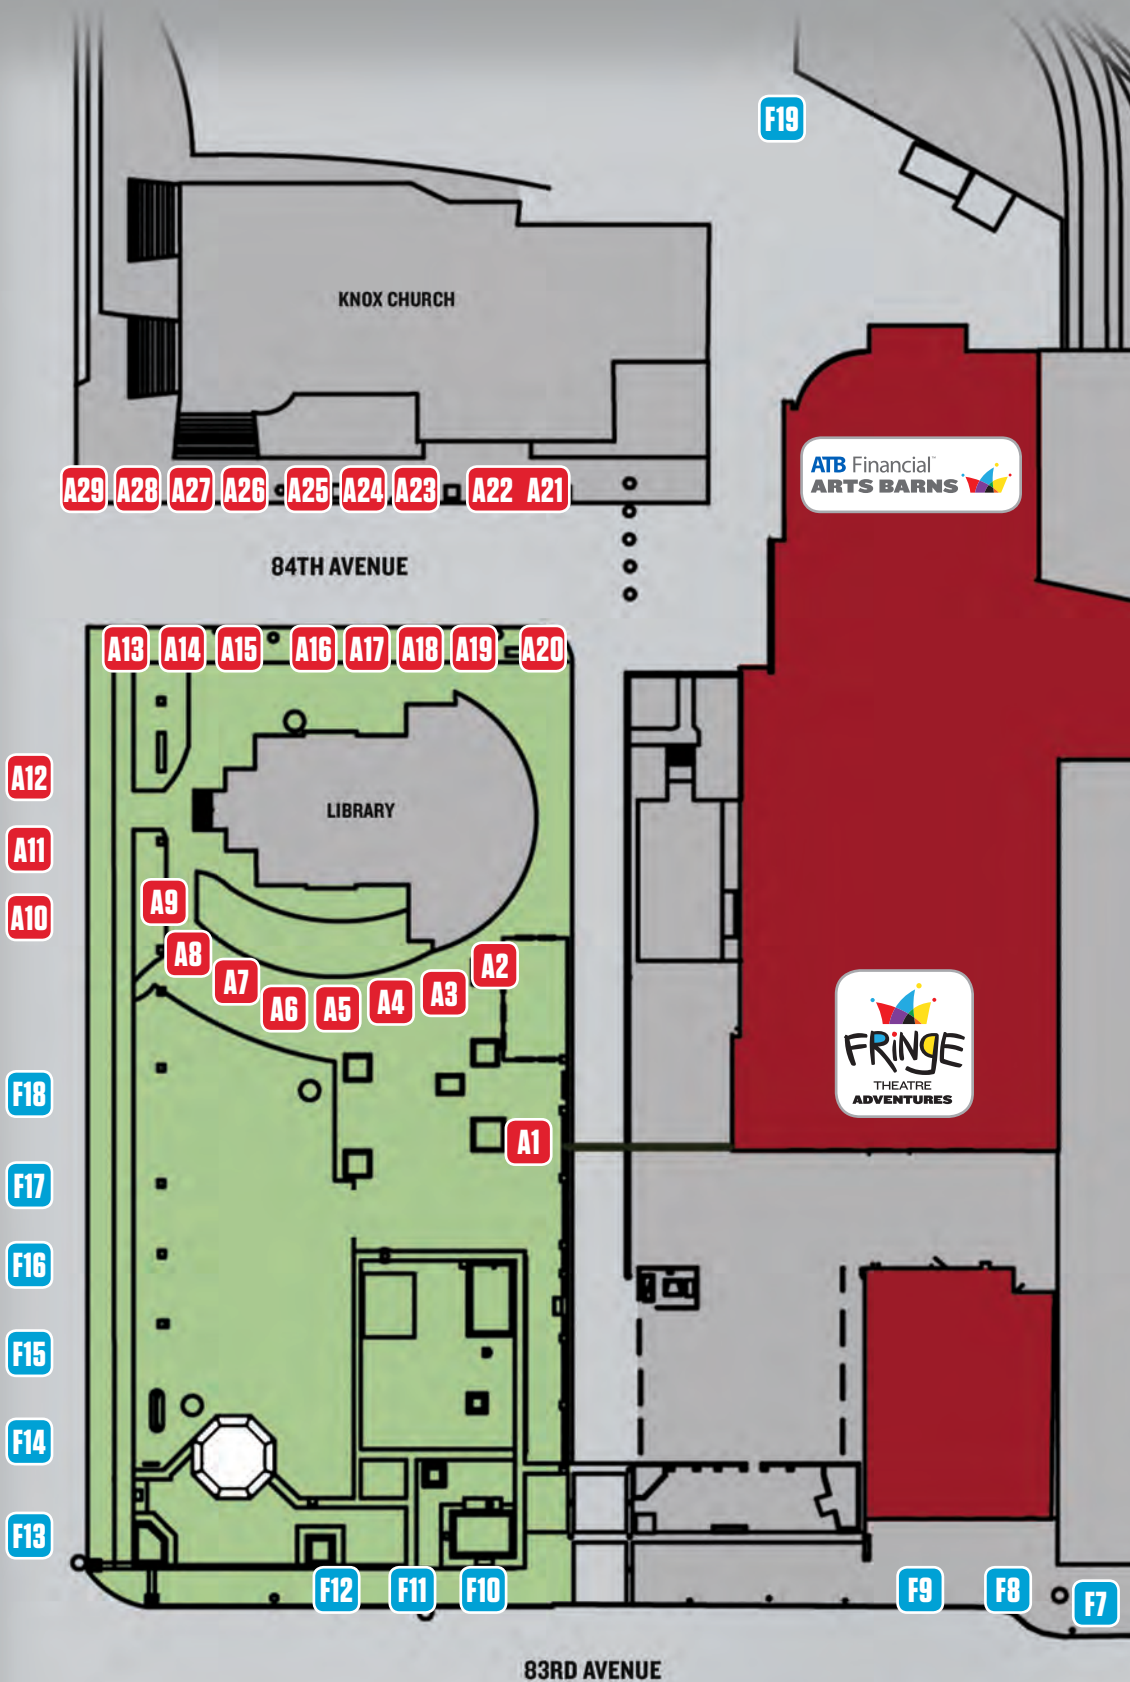 F19
KNOX CHURCH
ATB Financial™
ARTS BARNS
A29 A28 A27 A26 A25 A24 A23 A22 A21
84TH AVENUE
A13 A14 A15 A16 A17 A18 A19 A20
A12
LIBRARY
A11
A9
A10
A8
A2
A7
A3
A6 A5 A4
FRINGE
THEATRE
ADVENTURES
F18
A1
F17
F16
F15
F14
F13
F12 F11 F10 F9 F8 F7
83RD AVENUE